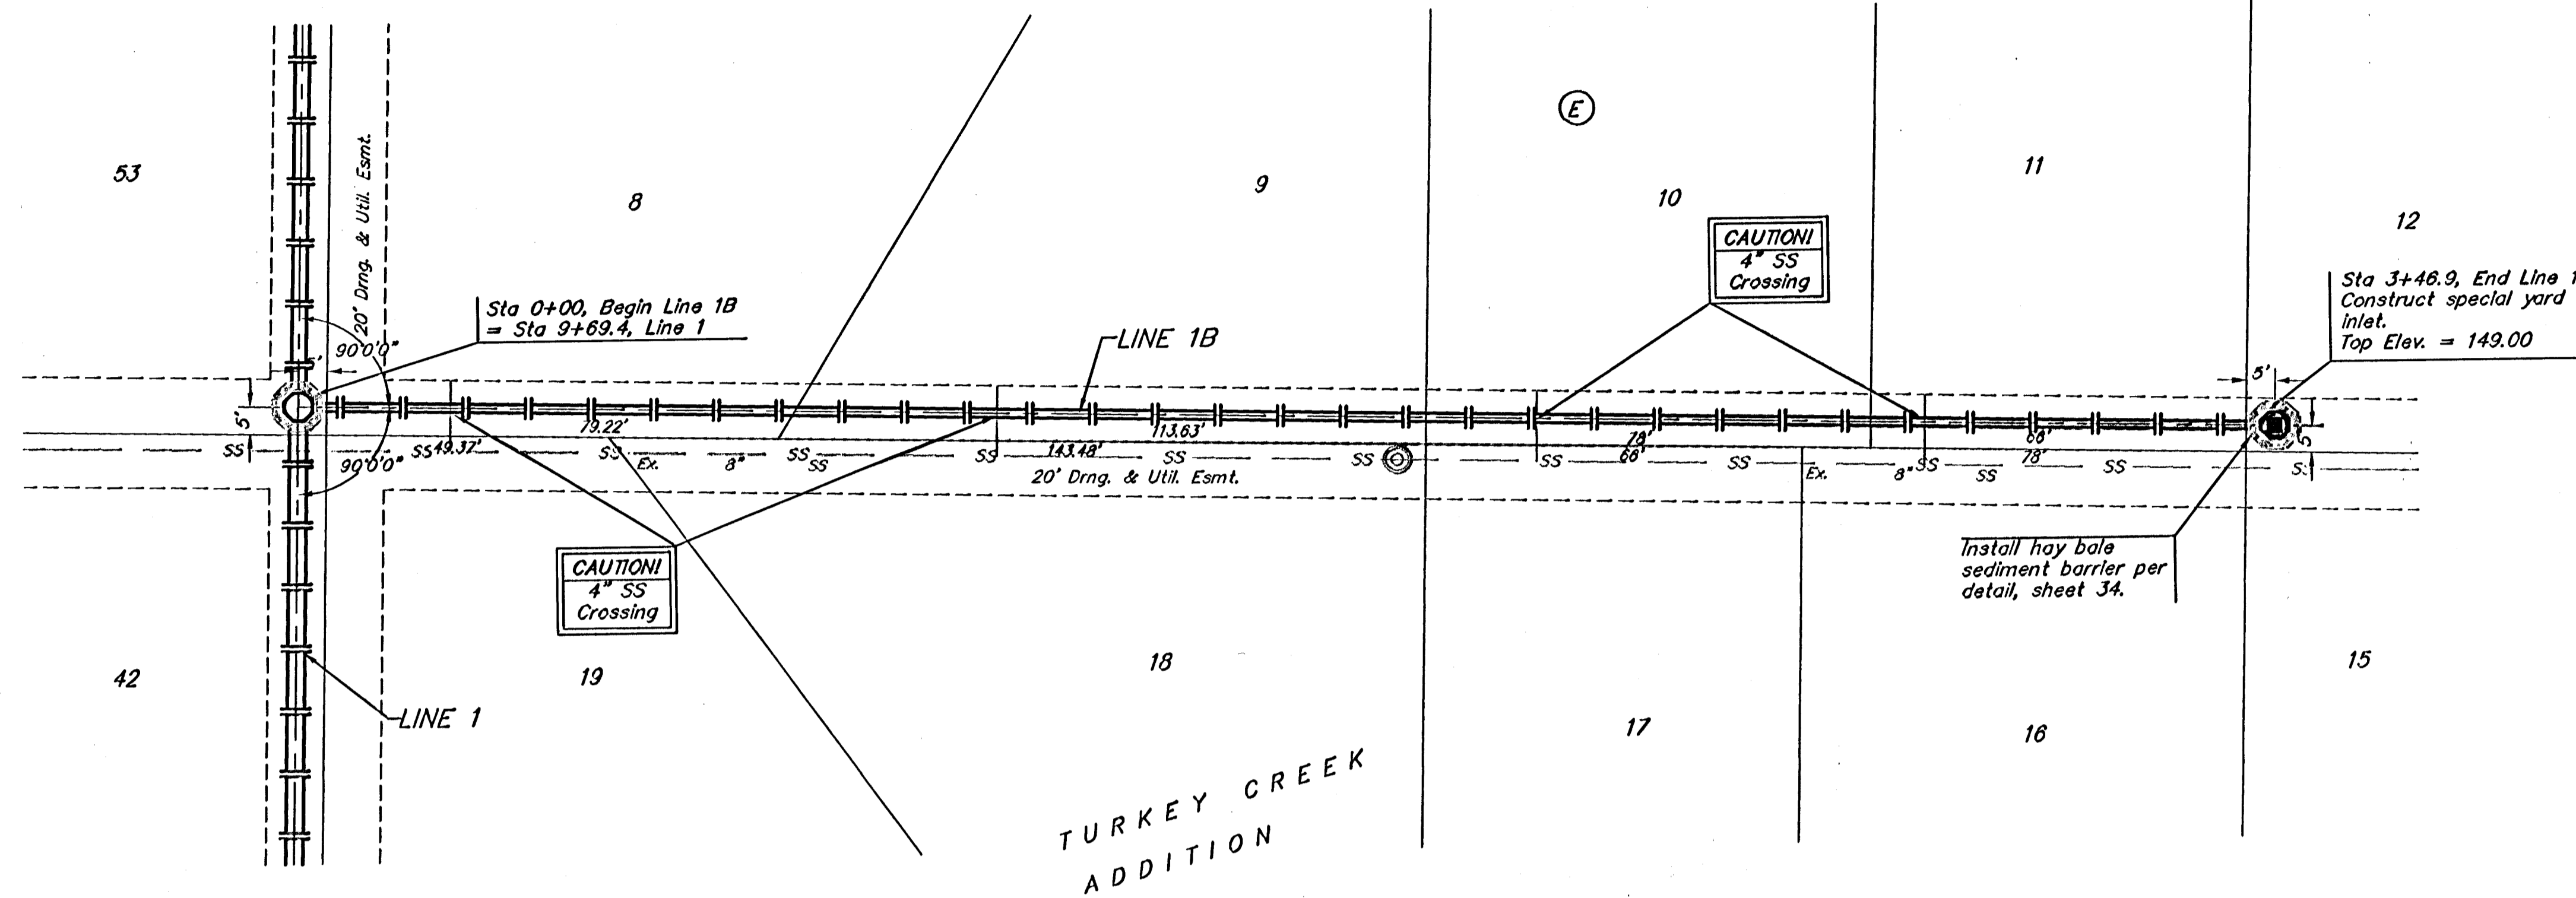 53
20' Drng. & Util. Esmt.
8
9
E
10
11
12
CAUTION!
4" SS
Crossing
Sta 0+00, Begin Line 1B
= Sta 9+69.4, Line 1
LINE 1B
Sta 3+46.9, End Line 1
Construct special yard
inlet.
Top Elev. = 149.00
90°0'0"
5'
5'
5'
5'
90°0'0"
79.22'
113.63'
78'
66'
SS SS 49.37' SS Ex. 8" SS SS SS 143.48' SS SS SS 66' SS Ex. 8" SS SS 78' SS
20' Drng. & Util. Esmt.
CAUTION!
4" SS
Crossing
Install hay bale
sediment barrier per
detail, sheet 34.
42
19
18
17
16
15
LINE 1
TURKEY CREEK
ADDITION